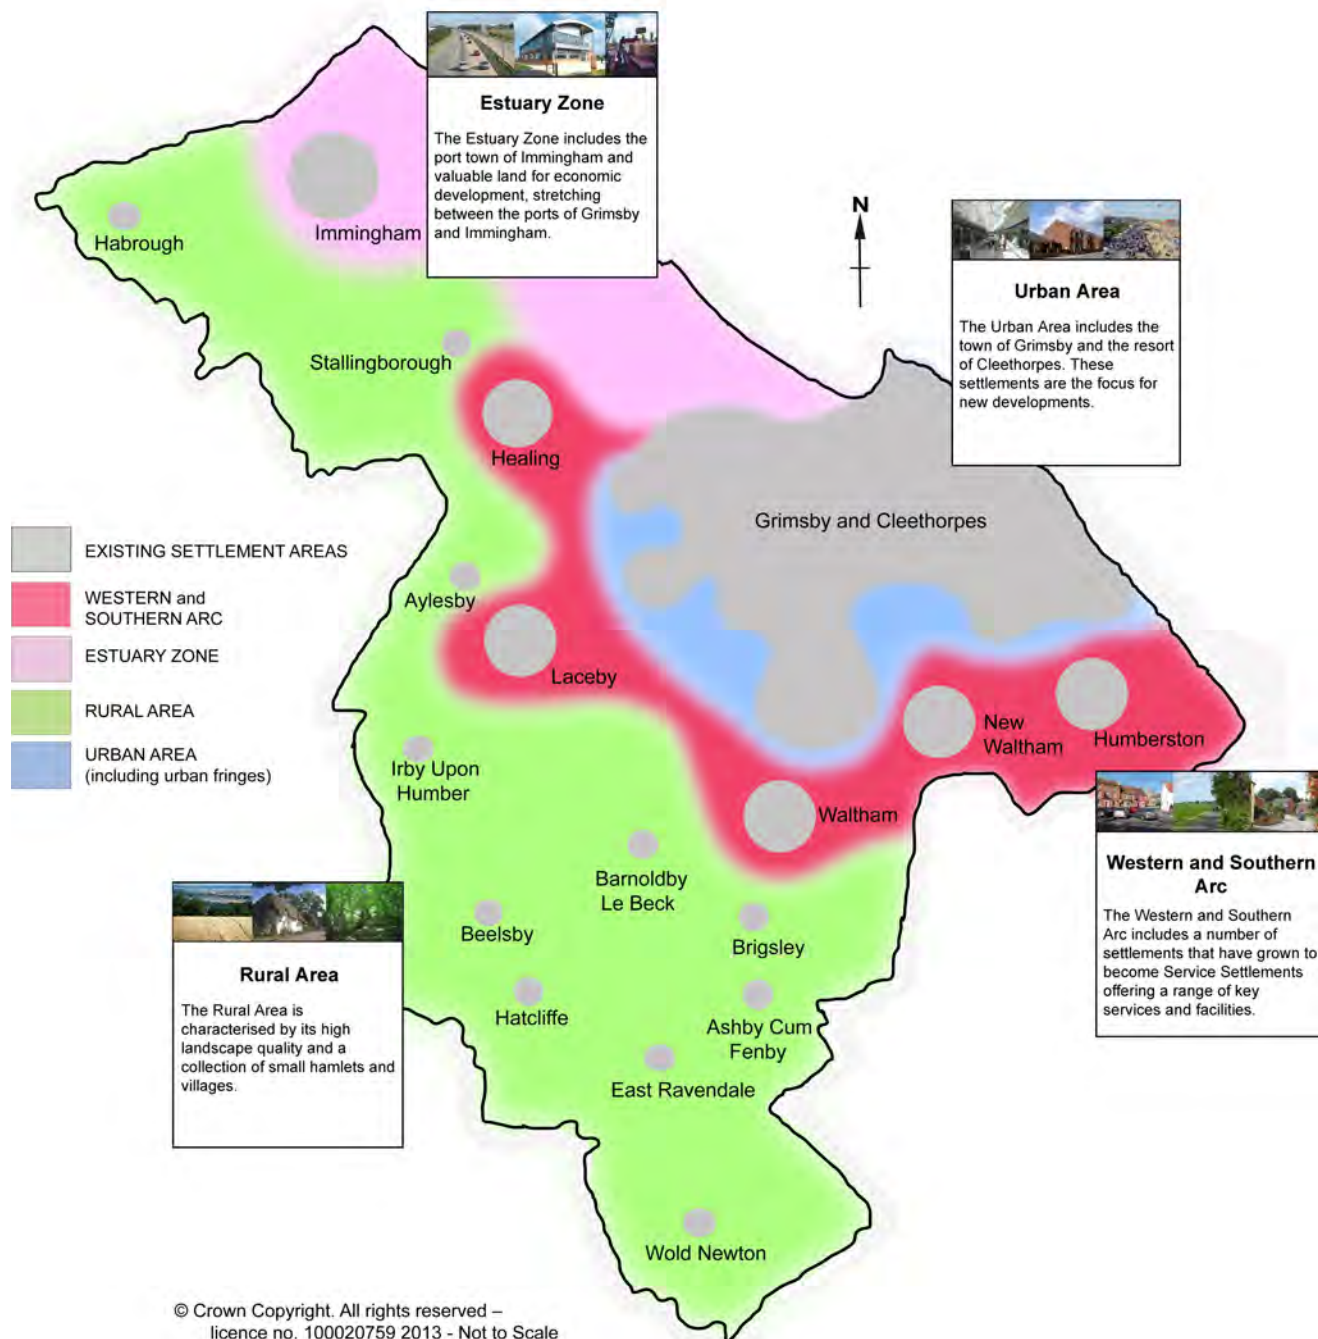 Estuary Zone
The Estuary Zone includes the
port town of Immingham and
valuable land for economic
development, stretching
between the ports of Grimsby
and Immingham.
N
Urban Area
The Urban Area includes the
town of Grimsby and the resort
of Cleethorpes. These
settlements are the focus for
new developments.
Habrough
Immingham
Stallingborough
Healing
Grimsby and Cleethorpes
EXISTING SETTLEMENT AREAS
WESTERN and
SOUTHERN ARC
ESTUARY ZONE
RURAL AREA
URBAN AREA
(including urban fringes)
Aylesby
Laceby
New
Waltham
Humberston
Irby Upon
Humber
Waltham
Barnoldby
Le Beck
Beelsby
Brigsley
Hatcliffe
Ashby Cum
Fenby
East Ravendale
Wold Newton
Western and Southern
Arc
The Western and Southern
Arc includes a number of
settlements that have grown to
become Service Settlements
offering a range of key
services and facilities.
Rural Area
The Rural Area is
characterised by its high
landscape quality and a
collection of small hamlets and
villages.
© Crown Copyright. All rights reserved –
licence no. 100020759 2013 - Not to Scale